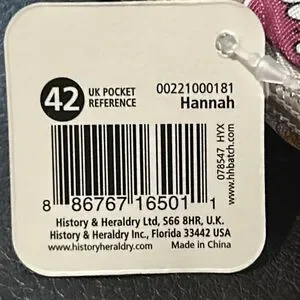 42 UK POCKET REFERENCE
00221000181
Hannah
8 86767 16501 1
078547 HYX
www.hhbatch.com
History & Heraldry Ltd, S66 8HR, U.K.
History & Heraldry Inc., Florida 33442 USA
www.historyheraldry.com Made in China